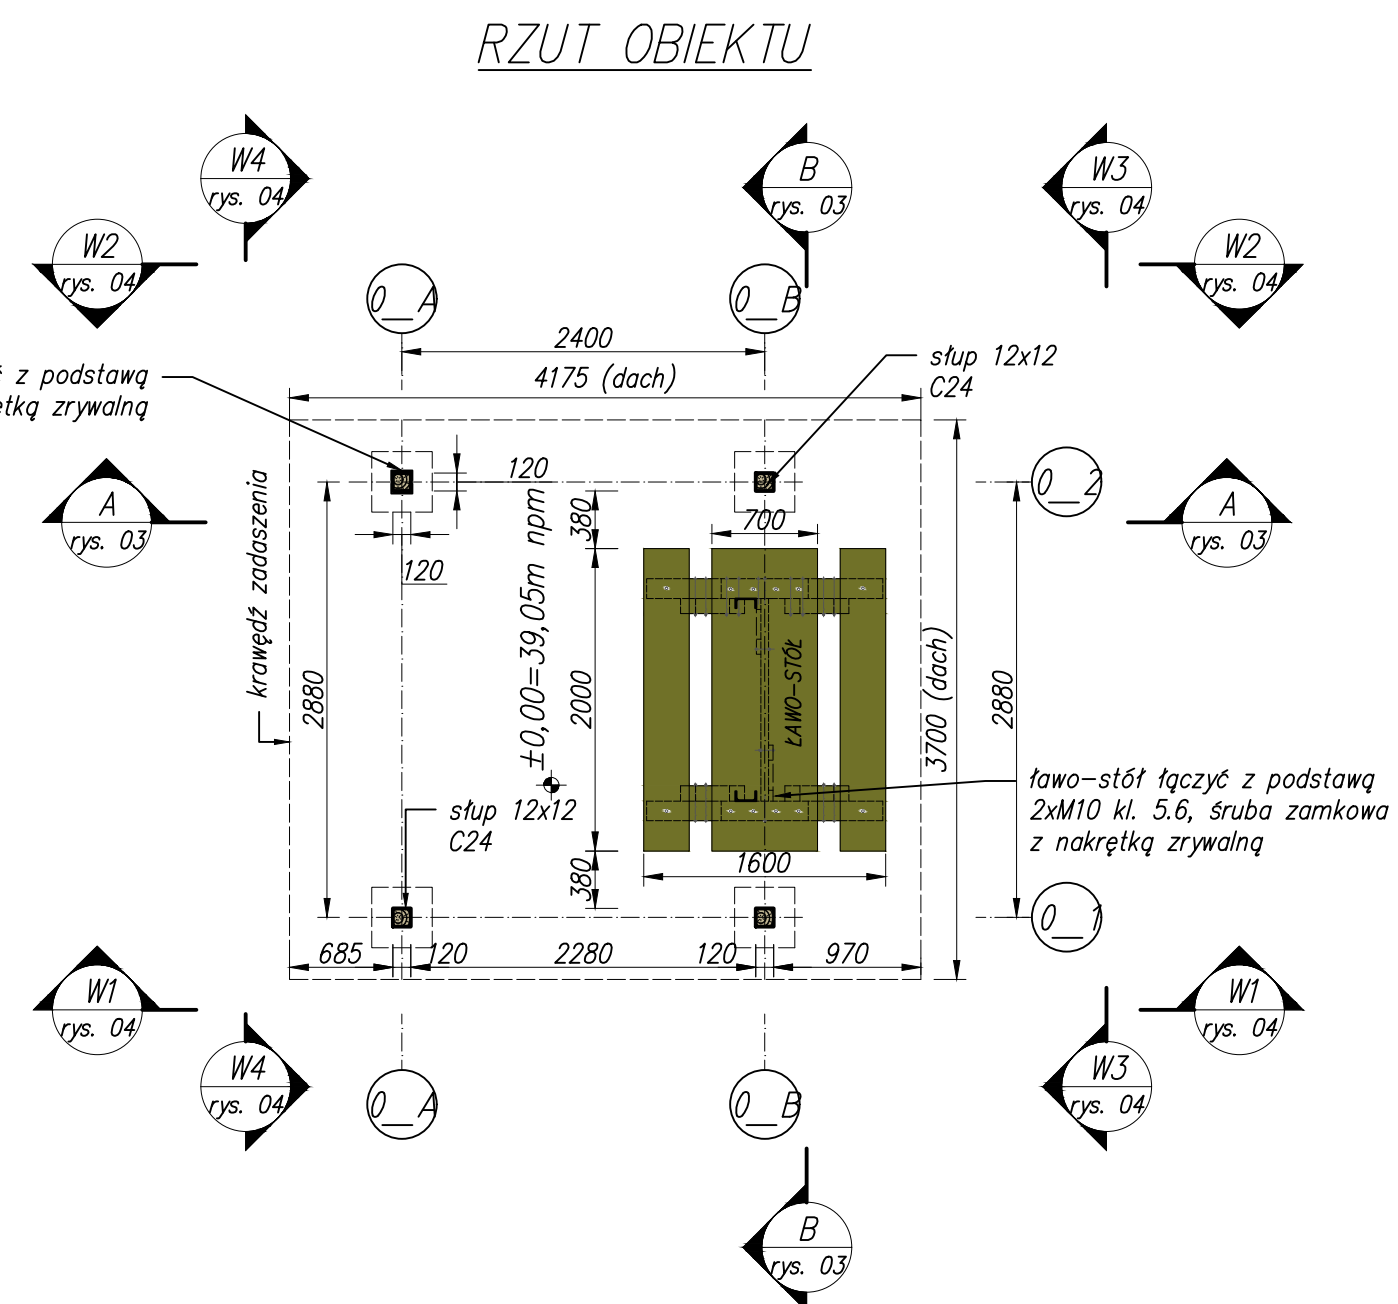 RZUT OBIEKTU
W4
rys. 04
B
rys. 03
W3
rys. 04
W2
rys. 04
W2
rys. 04
0_A
0_B
2400
4175 (dach)
słup 12x12
C24
z podstawą
zrywalną
A
rys. 03
A
rys. 03
0_2
120
120
380
700
krawędź zadaszenia
±0,00=39,05m npm
2880
2000
ŁAWO-STÓŁ
3700 (dach)
2880
ławo-stół łączyć z podstawą
2xM10 kl. 5.6, śruba zamkowa
z nakrętką zrywalną
słup 12x12
C24
380
1600
0_1
685
120
2280
120
970
W1
rys. 04
W1
rys. 04
W4
rys. 04
0_A
0_B
W3
rys. 04
B
rys. 03